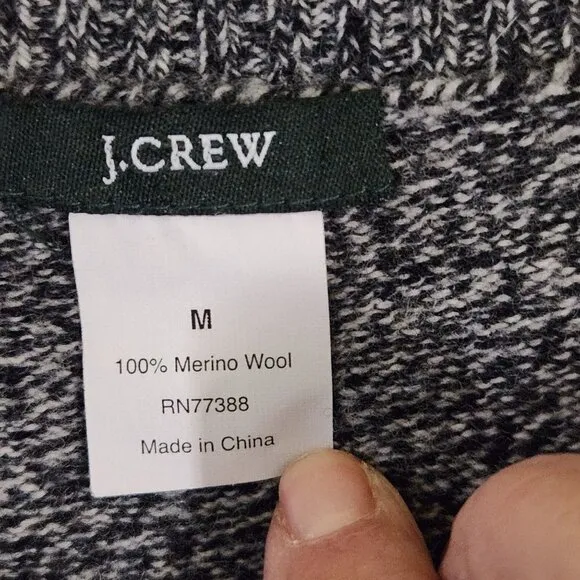 J.CREW
M
100% Merino Wool
RN77388
Made in China